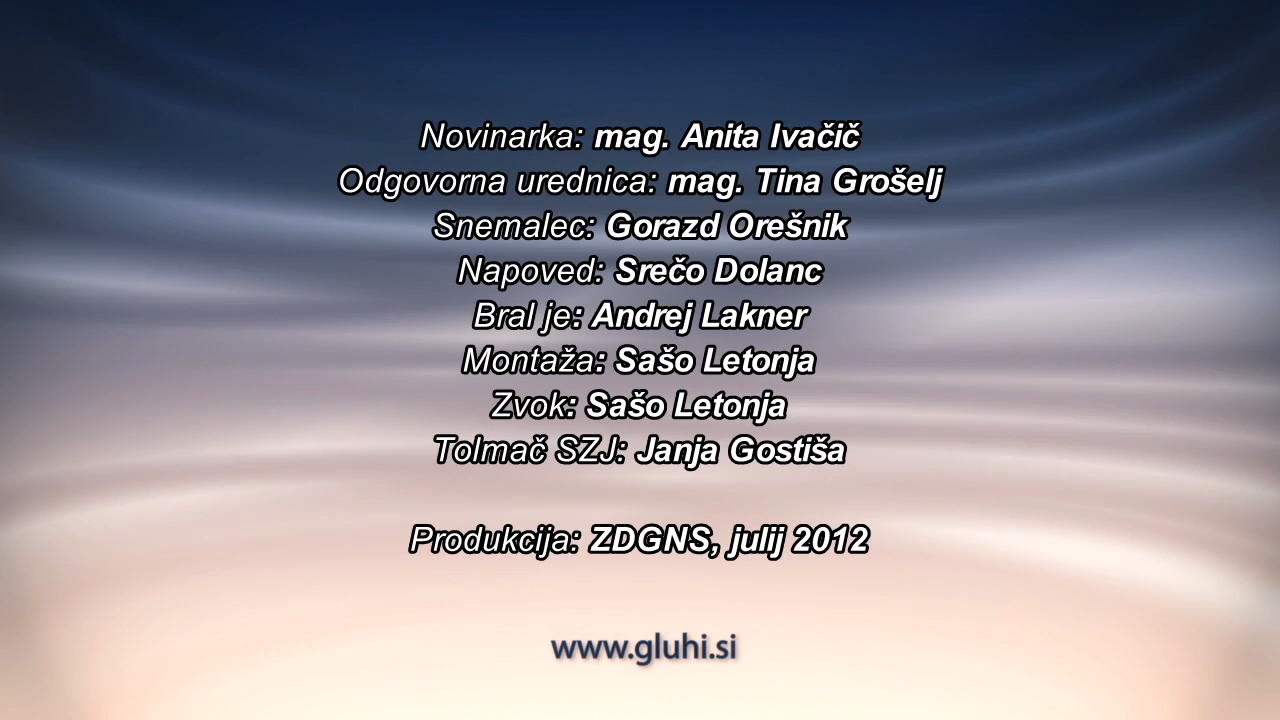 Novinarka: mag. Anita Ivačič
Odgovorna urednica: mag. Tina Grošelj
Snemalec: Gorazd Orešnik
Napoved: Srečo Dolanc
Bral je: Andrej Lakner
Montaža: Sašo Letonja
Zvok: Sašo Letonja
Tolmač SZJ: Janja Gostiša
Produkcija: ZDGNS, julij 2012
www.gluhi.si